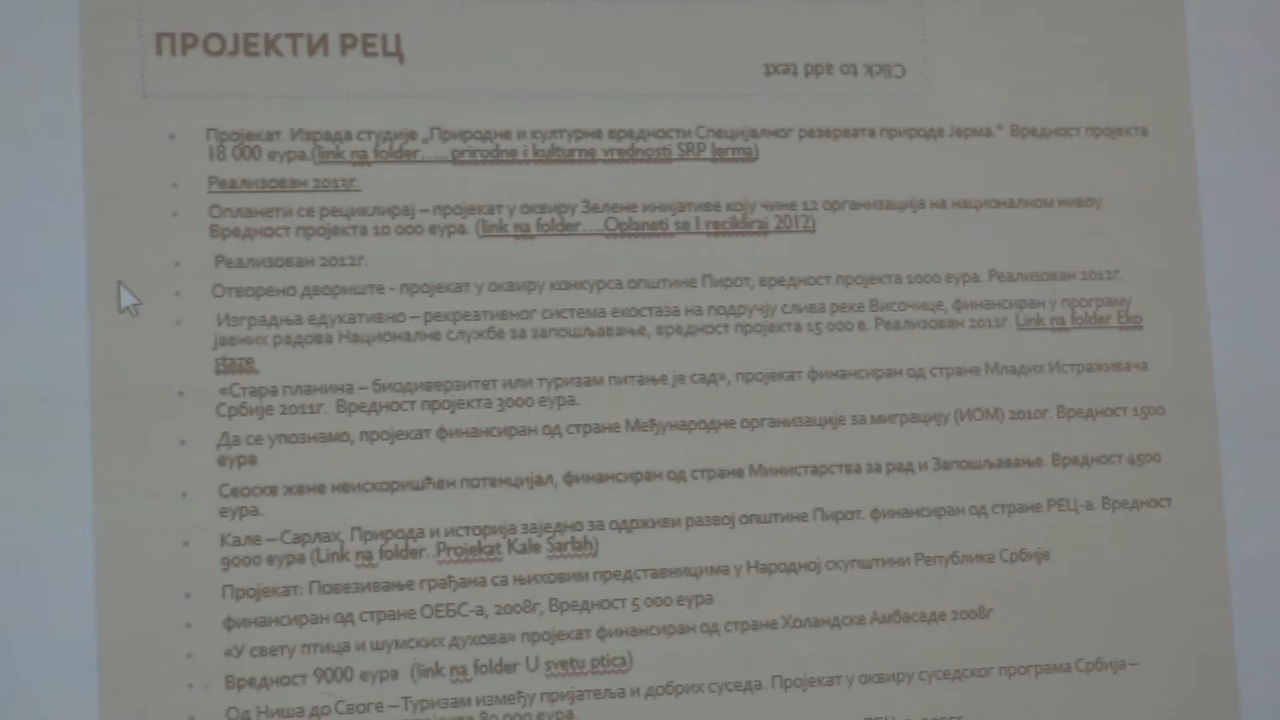 ПРОЈЕКТИ РЕЦ
Click to add text
Пројекат. Израда студије „Природне и културне вредности Специјалног резервата природе Јерма.“ Вредност пројекта
18 000 еура.(link na folder..... prirodne i kulturne vrednosti SRP Jerma)
Реализован 2013г.
Опланети се рециклирај – пројекат у оквиру Зелене инијативе коју чине 12 организација на националном нивоу.
Вредност пројекта 10 000 еура. (link na folder....Oplaneti se I recikliraj 2012)
Реализован 2012г.
Отворено двориште - пројекат у оквиру конкурса општине Пирот, вредност пројекта 1000 еура. Реализован 2012г.
Изградња едукативно – рекреативног система екостаза на подручју слива реке Височице, финансиран у програму
јавних радова Националне службе за запошљавање, вредност пројекта 15 000 е. Реализован 2011г. Link na folder Eko
staze
«Стара планина – биодиверзитет или туризам питање је сад», пројекат финансиран од стране Младих Истраживача
Србије 2011г. Вредност пројекта 3000 еура.
Да се упознамо, пројекат финансиран од стране Међународне организације за миграцију (ИОМ) 2010г. Вредност 1500
еура
Сеоске жене неискоришћен потенцијал, финансиран од стране Министарства за рад и Запошљавање. Вредност 4500
еура.
Кале – Сарлах, Природа и историја заједно за одрживи развој општине Пирот. финансиран од стране РЕЦ-а. Вредност
9000 еура (Link na folder..Projekat Kale Sarlah)
Пројекат: Повезивање грађана са њиховим представницима у Народној скупштини Републике Србије
финансиран од стране ОЕБС-а, 2008г, Вредност 5 000 еура
«У свету птица и шумских духова» пројекат финансиран од стране Холандске Амбасаде 2008г
Вредност 9000 еура (link na folder U svetu ptica)
Од Ниша до Своге – Туризам између пријатеља и добрих суседа. Пројекат у оквиру суседског програма Србија –
80 000 еура.